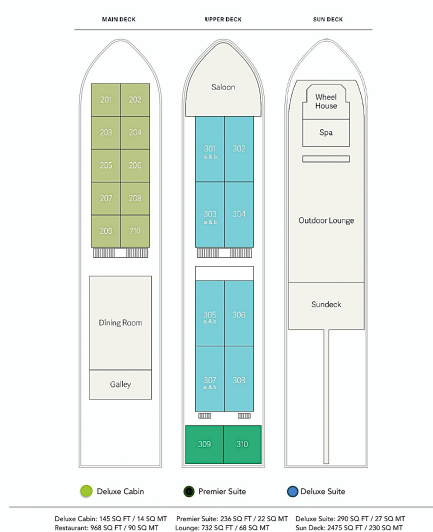 MAIN DECK UPPER DECK SUN DECK
Saloon
Wheel
House
Spa
201 202
203 204
205 206
207 208
209 210
301
a & b
302
303
a & b
304
Outdoor Lounge
Sundeck
Dining Room
Galley
305
a & b
306
307
a & b
308
309 310
Deluxe Cabin Premier Suite Deluxe Suite
Deluxe Cabin: 145 SQ FT / 14 SQ MT Premier Suite: 236 SQ FT / 22 SQ MT Deluxe Suite: 290 SQ FT / 27 SQ MT
Restaurant: 968 SQ FT / 90 SQ MT Lounge: 732 SQ FT / 68 SQ MT Sun Deck: 2475 SQ FT / 230 SQ MT